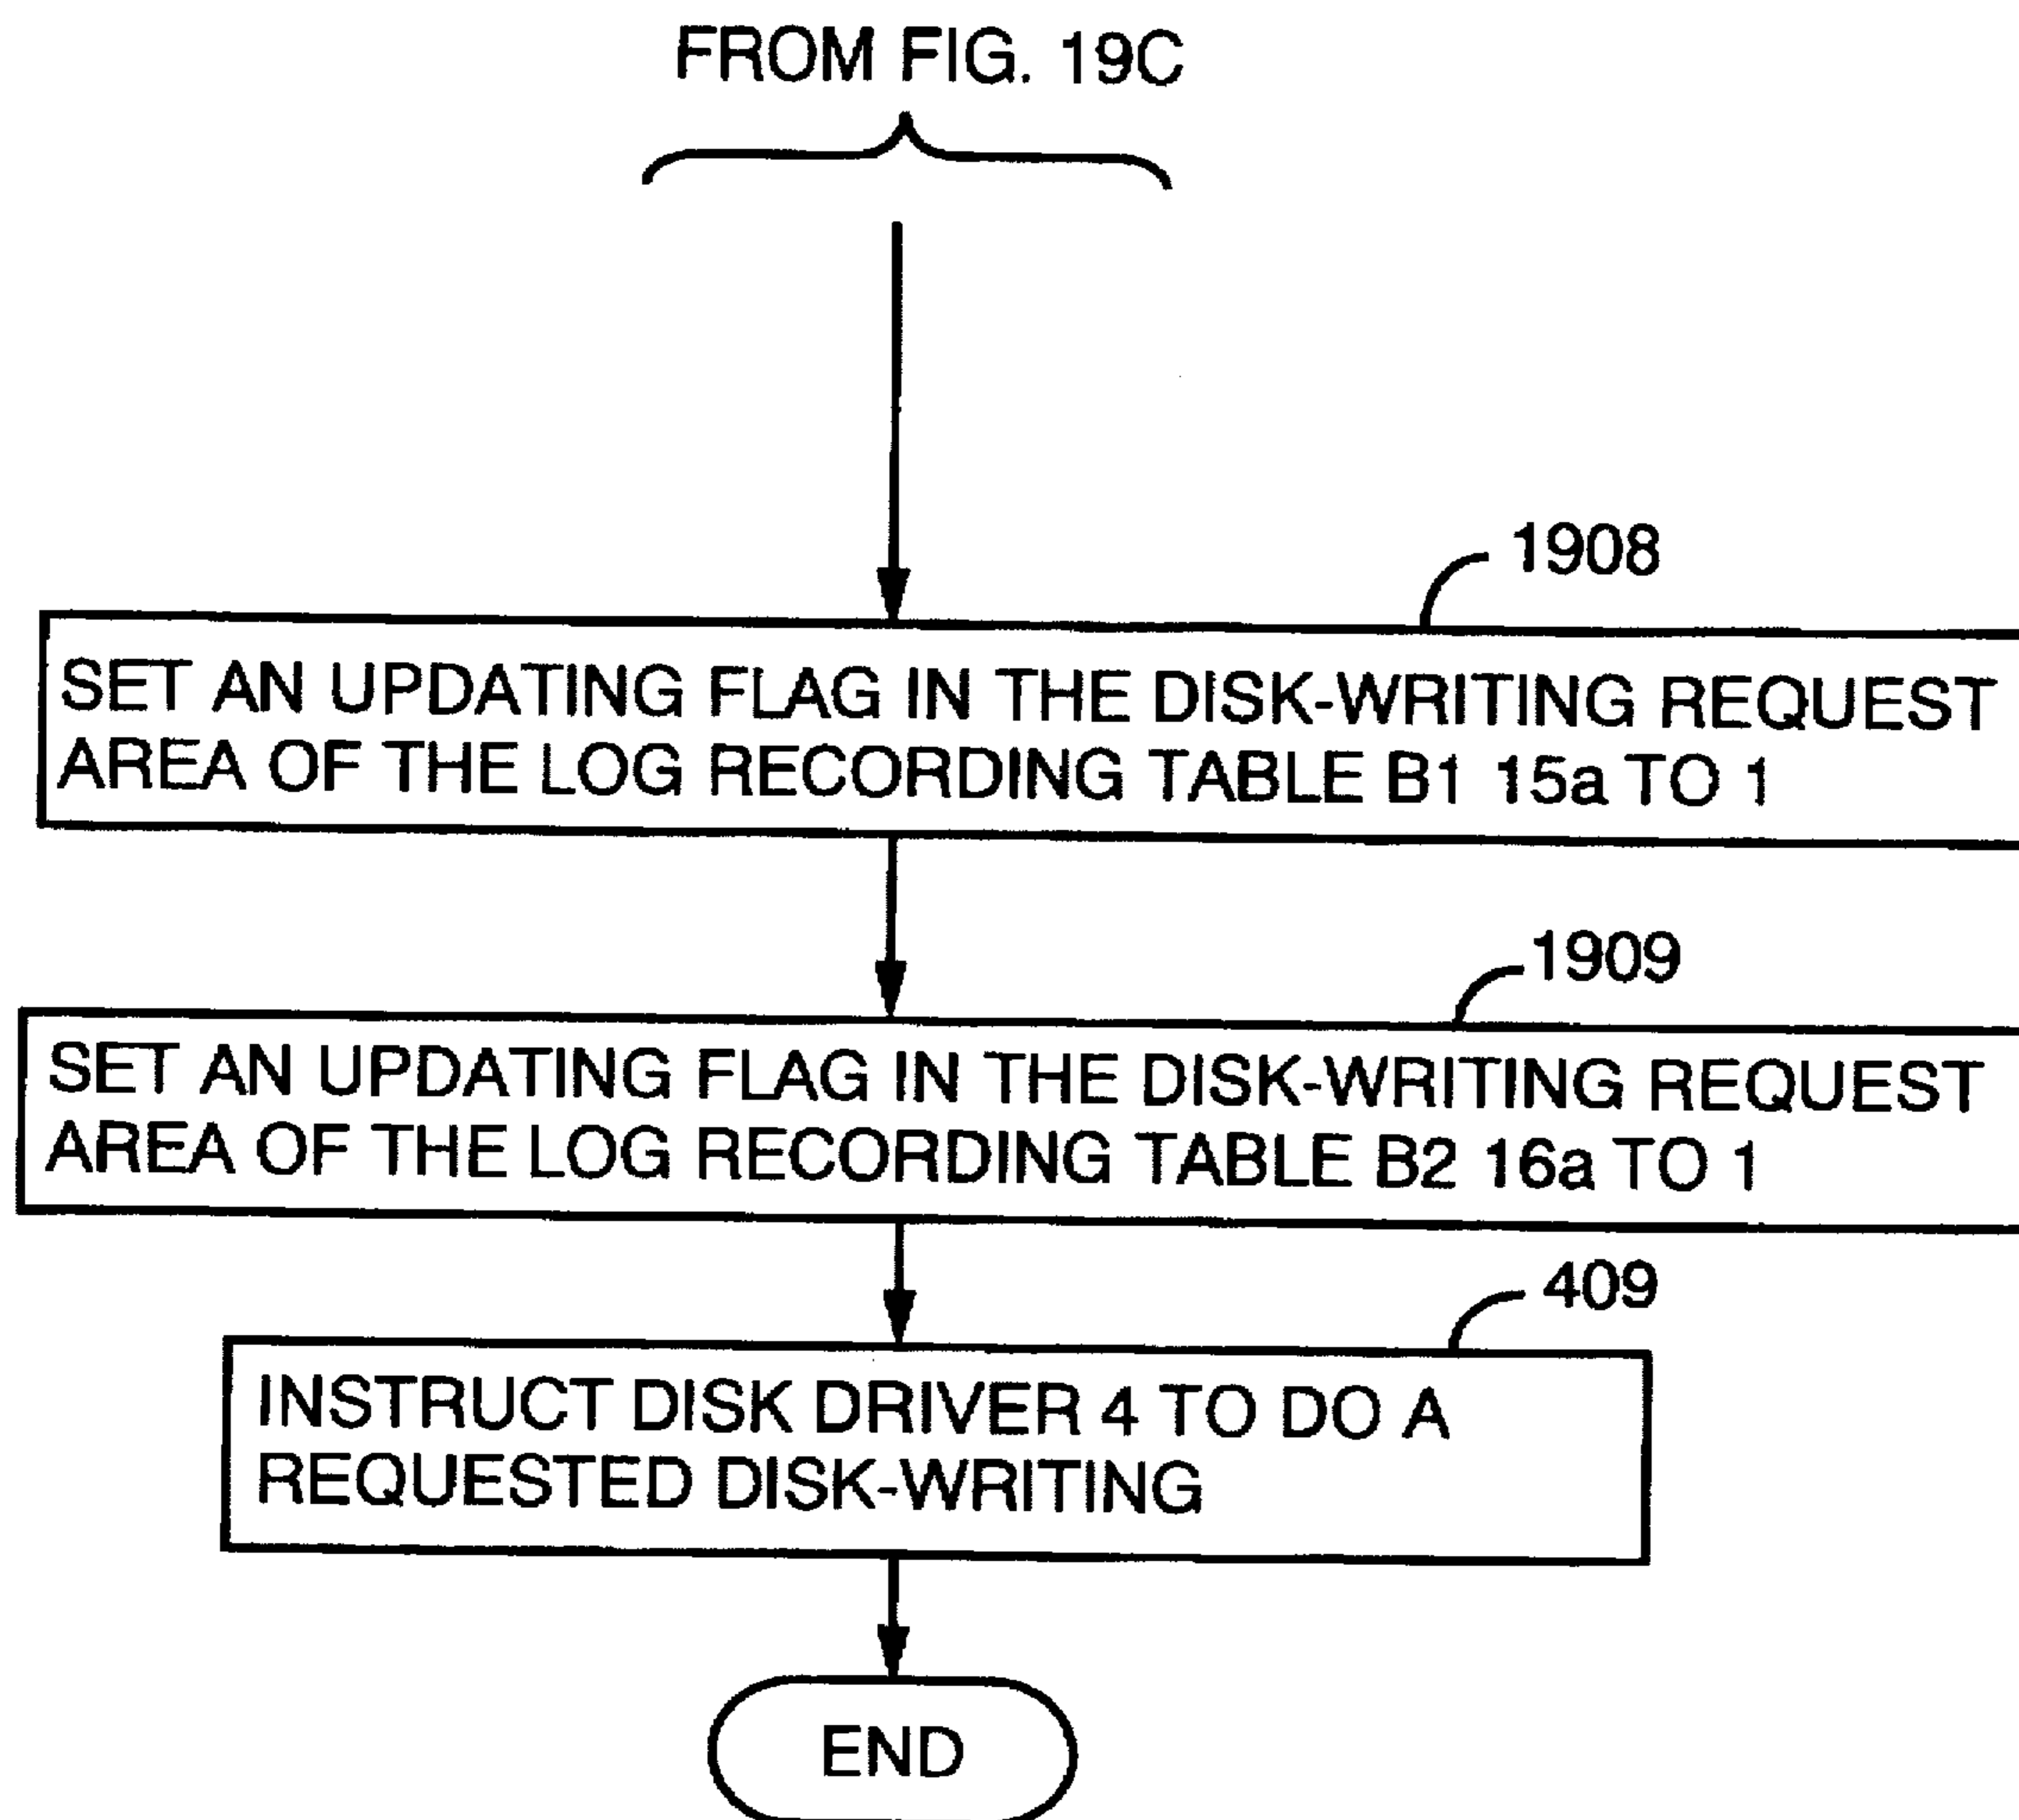 FROM FIG. 19C
1908
SET AN UPDATING FLAG IN THE DISK-WRITING REQUEST
AREA OF THE LOG RECORDING TABLE B1 15a TO 1
1909
SET AN UPDATING FLAG IN THE DISK-WRITING REQUEST
AREA OF THE LOG RECORDING TABLE B2 16a TO 1
409
INSTRUCT DISK DRIVER 4 TO DO A
REQUESTED DISK-WRITING
END